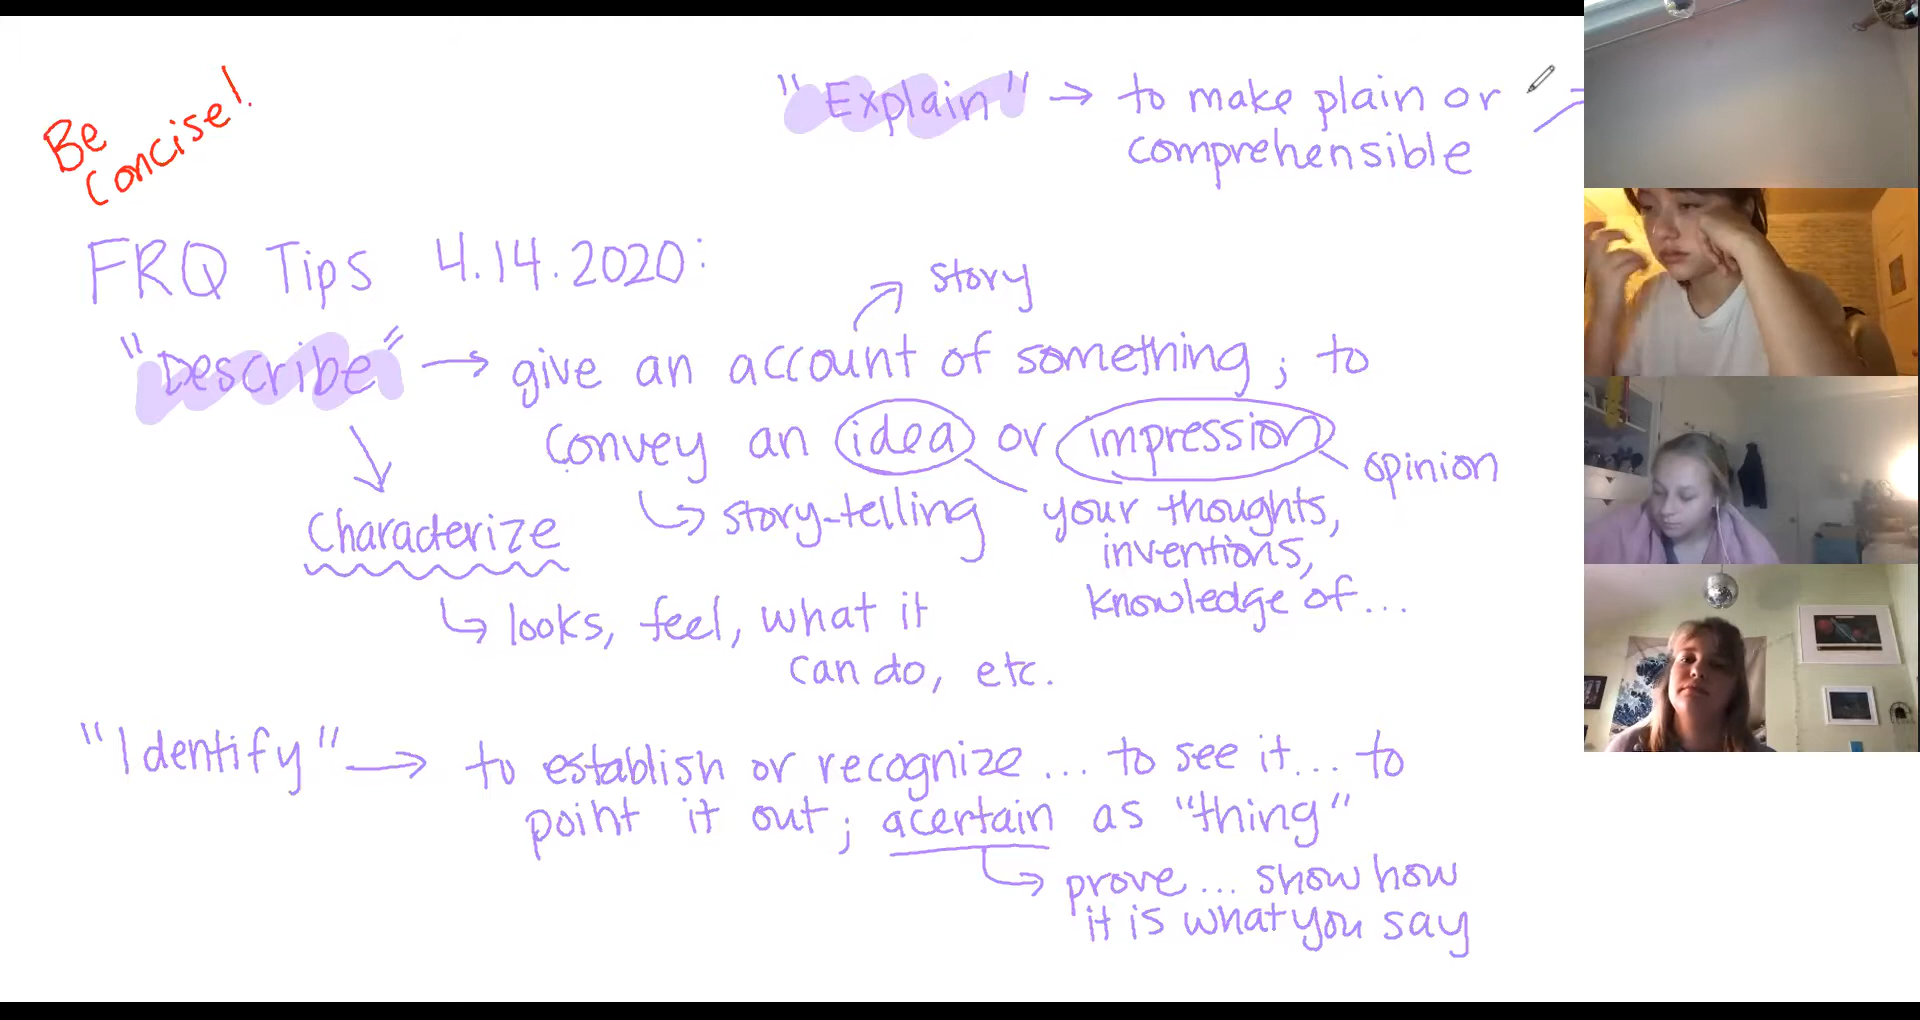 Be
Concise!
"Explain" → to make plain or
comprehensible
FRQ Tips 4.14.2020:
story
"Describe" → give an account of something; to
convey an idea or impression
opinion
Characterize
story-telling
your thoughts,
inventions,
knowledge of...
looks, feel, what it
can do, etc.
"Identify" → to establish or recognize... to see it... to
point it out; acertain as "thing"
prove... show how
it is what you say